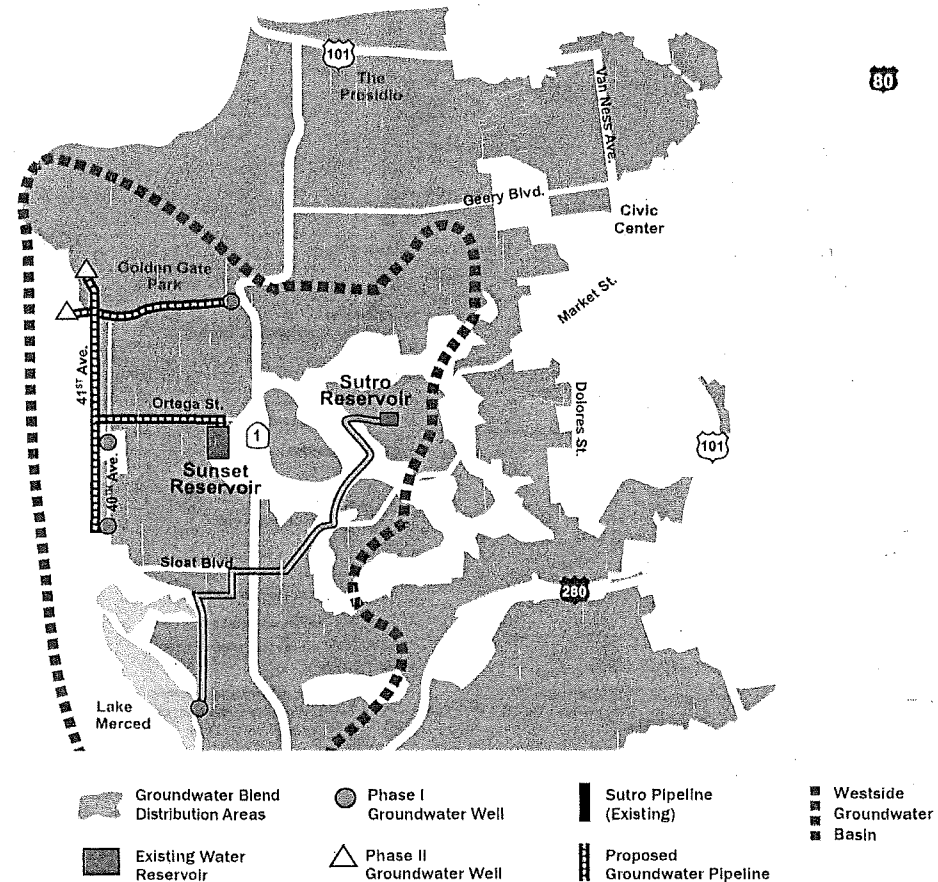 101
The
Presidio
Van Ness Ave.
80
Geery Blvd.
Civic
Center
Golden Gate
Park
Market St.
41ST Ave.
Sutro
Reservoir
Ortega St.
1
Dolores St.
101
Sunset
Reservoir
40TH Ave.
Sloat Blvd
280
Lake
Merced
Groundwater Blend
Distribution Areas
Phase I
Groundwater Well
Sutro Pipeline
(Existing)
Westside
Groundwater
Basin
Existing Water
Reservoir
Phase II
Groundwater Well
Proposed
Groundwater Pipeline